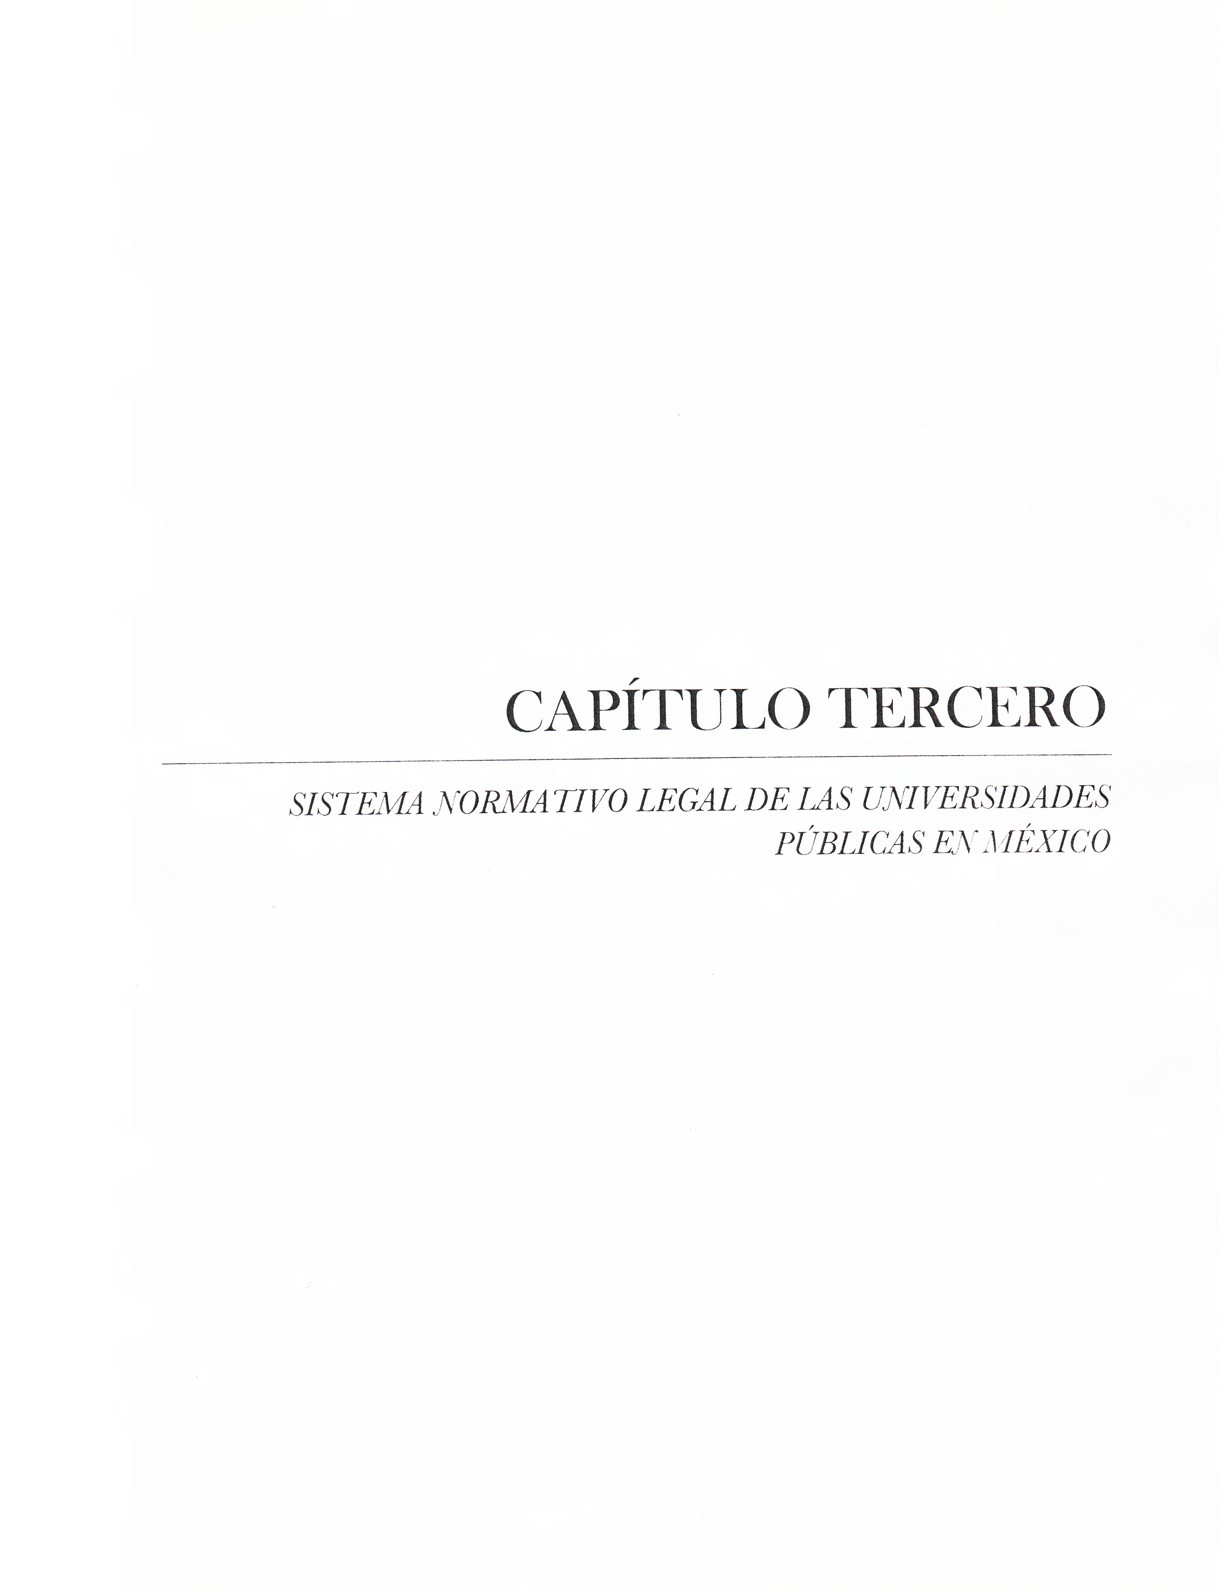 CAPÍTULO TERCERO
SISTEMA NORMATIVO LEGAL DE LAS UNIVERSIDADES
PÚBLICAS EN MÉXICO